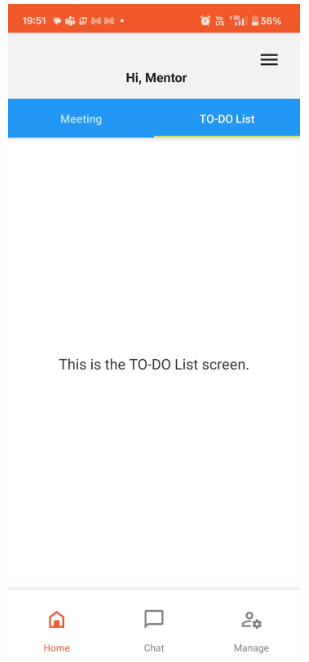 19:51 36%
Hi, Mentor
Meeting TO-DO List
This is the TO-DO List screen.
Home Chat Manage